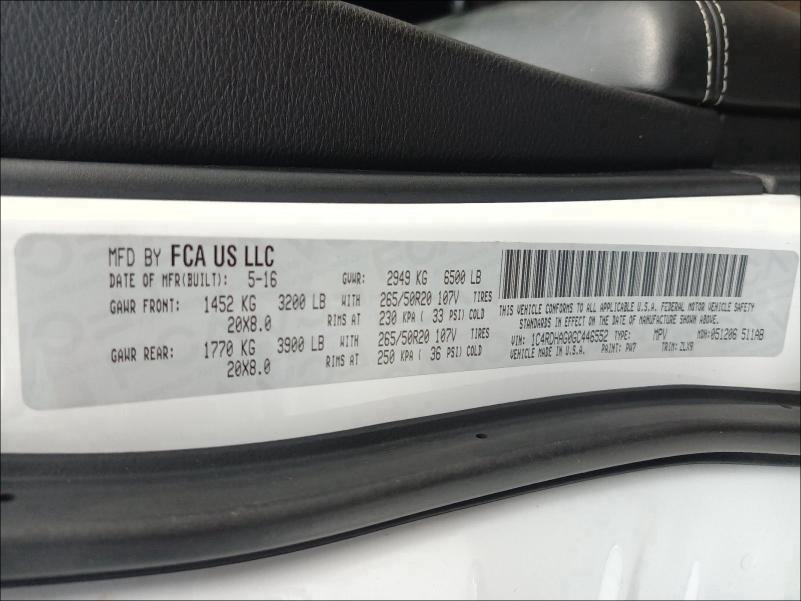 MFD BY FCA US LLC
DATE OF MFR(BUILT): 5-16 GVWR: 2949 KG 6500 LB
GAWR FRONT: 1452 KG 3200 LB WITH 265/50R20 107V TIRES
20X8.0 RIMS AT 230 KPA ( 33 PSI) COLD
GAWR REAR: 1770 KG 3900 LB WITH 265/50R20 107V TIRES
20X8.0 RIMS AT 250 KPA ( 36 PSI) COLD
THIS VEHICLE CONFORMS TO ALL APPLICABLE U.S.A. FEDERAL MOTOR VEHICLE SAFETY
STANDARDS IN EFFECT ON THE DATE OF MANUFACTURE SHOWN ABOVE.
VIN: 1C4RDHAG0GC446552 TYPE: MPV MDH: 051206 511AB
VEHICLE MADE IN U.S.A. PAINT: PW7 TRIM: ZLX9